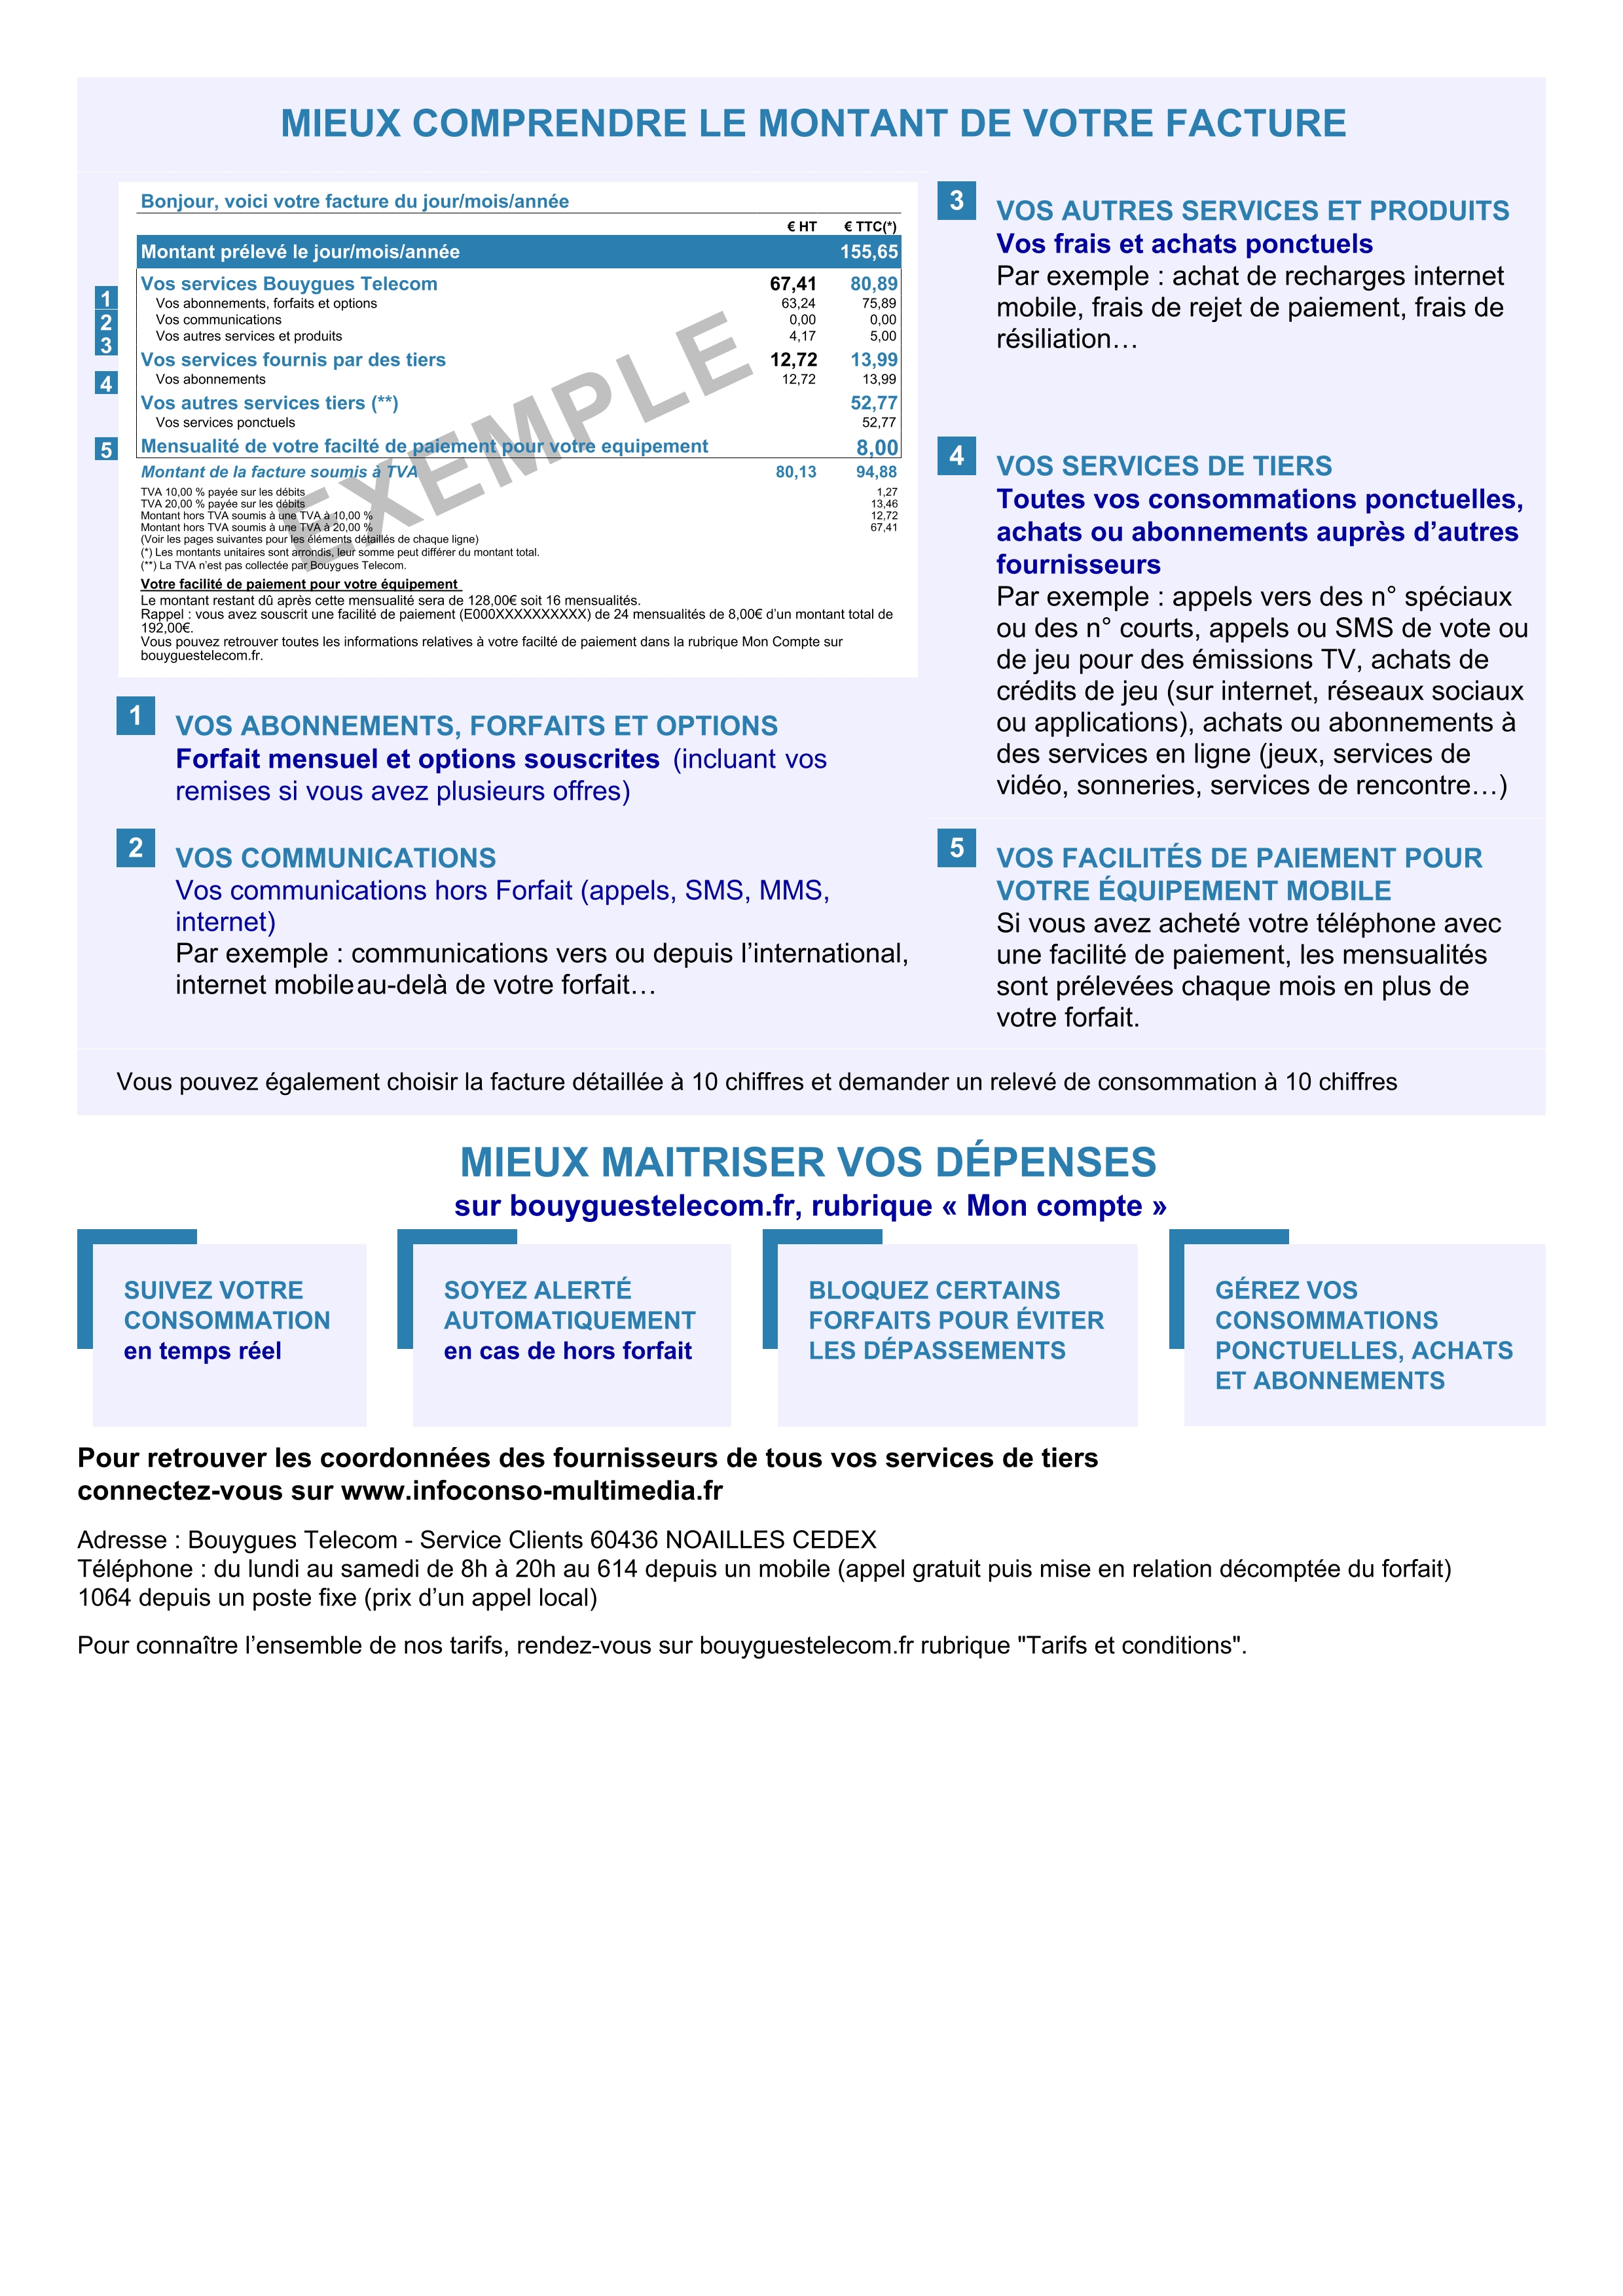 MIEUX COMPRENDRE LE MONTANT DE VOTRE FACTURE
Bonjour, voici votre facture du jour/mois/année
€ HT € TTC(*)
Montant prélevé le jour/mois/année 155,65
1 Vos services Bouygues Telecom 67,41 80,89
Vos abonnements, forfaits et options 63,24 75,89
2 Vos communications 0,00 0,00
3 Vos autres services et produits 4,17 5,00
Vos services fournis par des tiers 12,72 13,99
4 Vos abonnements 12,72 13,99
Vos autres services tiers (**) 52,77
Vos services ponctuels 52,77
5 Mensualité de votre facilté de paiement pour votre equipement 8,00
Montant de la facture soumis à TVA 80,13 94,88
TVA 10,00 % payée sur les débits 1,27
TVA 20,00 % payée sur les débits 13,46
Montant hors TVA soumis à une TVA à 10,00 % 12,72
Montant hors TVA soumis à une TVA à 20,00 % 67,41
(Voir les pages suivantes pour les éléments détaillés de chaque ligne)
(*) Les montants unitaires sont arrondis, leur somme peut différer du montant total.
(**) La TVA n'est pas collectée par Bouygues Telecom.
EXEMPLE
Votre facilité de paiement pour votre équipement
Le montant restant dû après cette mensualité sera de 128,00€ soit 16 mensualités.
Rappel : vous avez souscrit une facilité de paiement (E000XXXXXXXXXX) de 24 mensualités de 8,00€ d'un montant total de
192,00€.
Vous pouvez retrouver toutes les informations relatives à votre facilté de paiement dans la rubrique Mon Compte sur
bouyguestelecom.fr.
1 VOS ABONNEMENTS, FORFAITS ET OPTIONS
Forfait mensuel et options souscrites (incluant vos
remises si vous avez plusieurs offres)
2 VOS COMMUNICATIONS
Vos communications hors Forfait (appels, SMS, MMS,
internet)
Par exemple : communications vers ou depuis l'international,
internet mobile au-delà de votre forfait…
3 VOS AUTRES SERVICES ET PRODUITS
Vos frais et achats ponctuels
Par exemple : achat de recharges internet
mobile, frais de rejet de paiement, frais de
résiliation…
4 VOS SERVICES DE TIERS
Toutes vos consommations ponctuelles,
achats ou abonnements auprès d'autres
fournisseurs
Par exemple : appels vers des n° spéciaux
ou des n° courts, appels ou SMS de vote ou
de jeu pour des émissions TV, achats de
crédits de jeu (sur internet, réseaux sociaux
ou applications), achats ou abonnements à
des services en ligne (jeux, services de
vidéo, sonneries, services de rencontre…)
5 VOS FACILITÉS DE PAIEMENT POUR
VOTRE ÉQUIPEMENT MOBILE
Si vous avez acheté votre téléphone avec
une facilité de paiement, les mensualités
sont prélevées chaque mois en plus de
votre forfait.
Vous pouvez également choisir la facture détaillée à 10 chiffres et demander un relevé de consommation à 10 chiffres
MIEUX MAITRISER VOS DÉPENSES
sur bouyguestelecom.fr, rubrique « Mon compte »
SUIVEZ VOTRE
CONSOMMATION
en temps réel
SOYEZ ALERTÉ
AUTOMATIQUEMENT
en cas de hors forfait
BLOQUEZ CERTAINS
FORFAITS POUR ÉVITER
LES DÉPASSEMENTS
GÉREZ VOS
CONSOMMATIONS
PONCTUELLES, ACHATS
ET ABONNEMENTS
Pour retrouver les coordonnées des fournisseurs de tous vos services de tiers
connectez-vous sur www.infoconso-multimedia.fr
Adresse : Bouygues Telecom - Service Clients 60436 NOAILLES CEDEX
Téléphone : du lundi au samedi de 8h à 20h au 614 depuis un mobile (appel gratuit puis mise en relation décomptée du forfait)
1064 depuis un poste fixe (prix d'un appel local)
Pour connaître l'ensemble de nos tarifs, rendez-vous sur bouyguestelecom.fr rubrique "Tarifs et conditions".